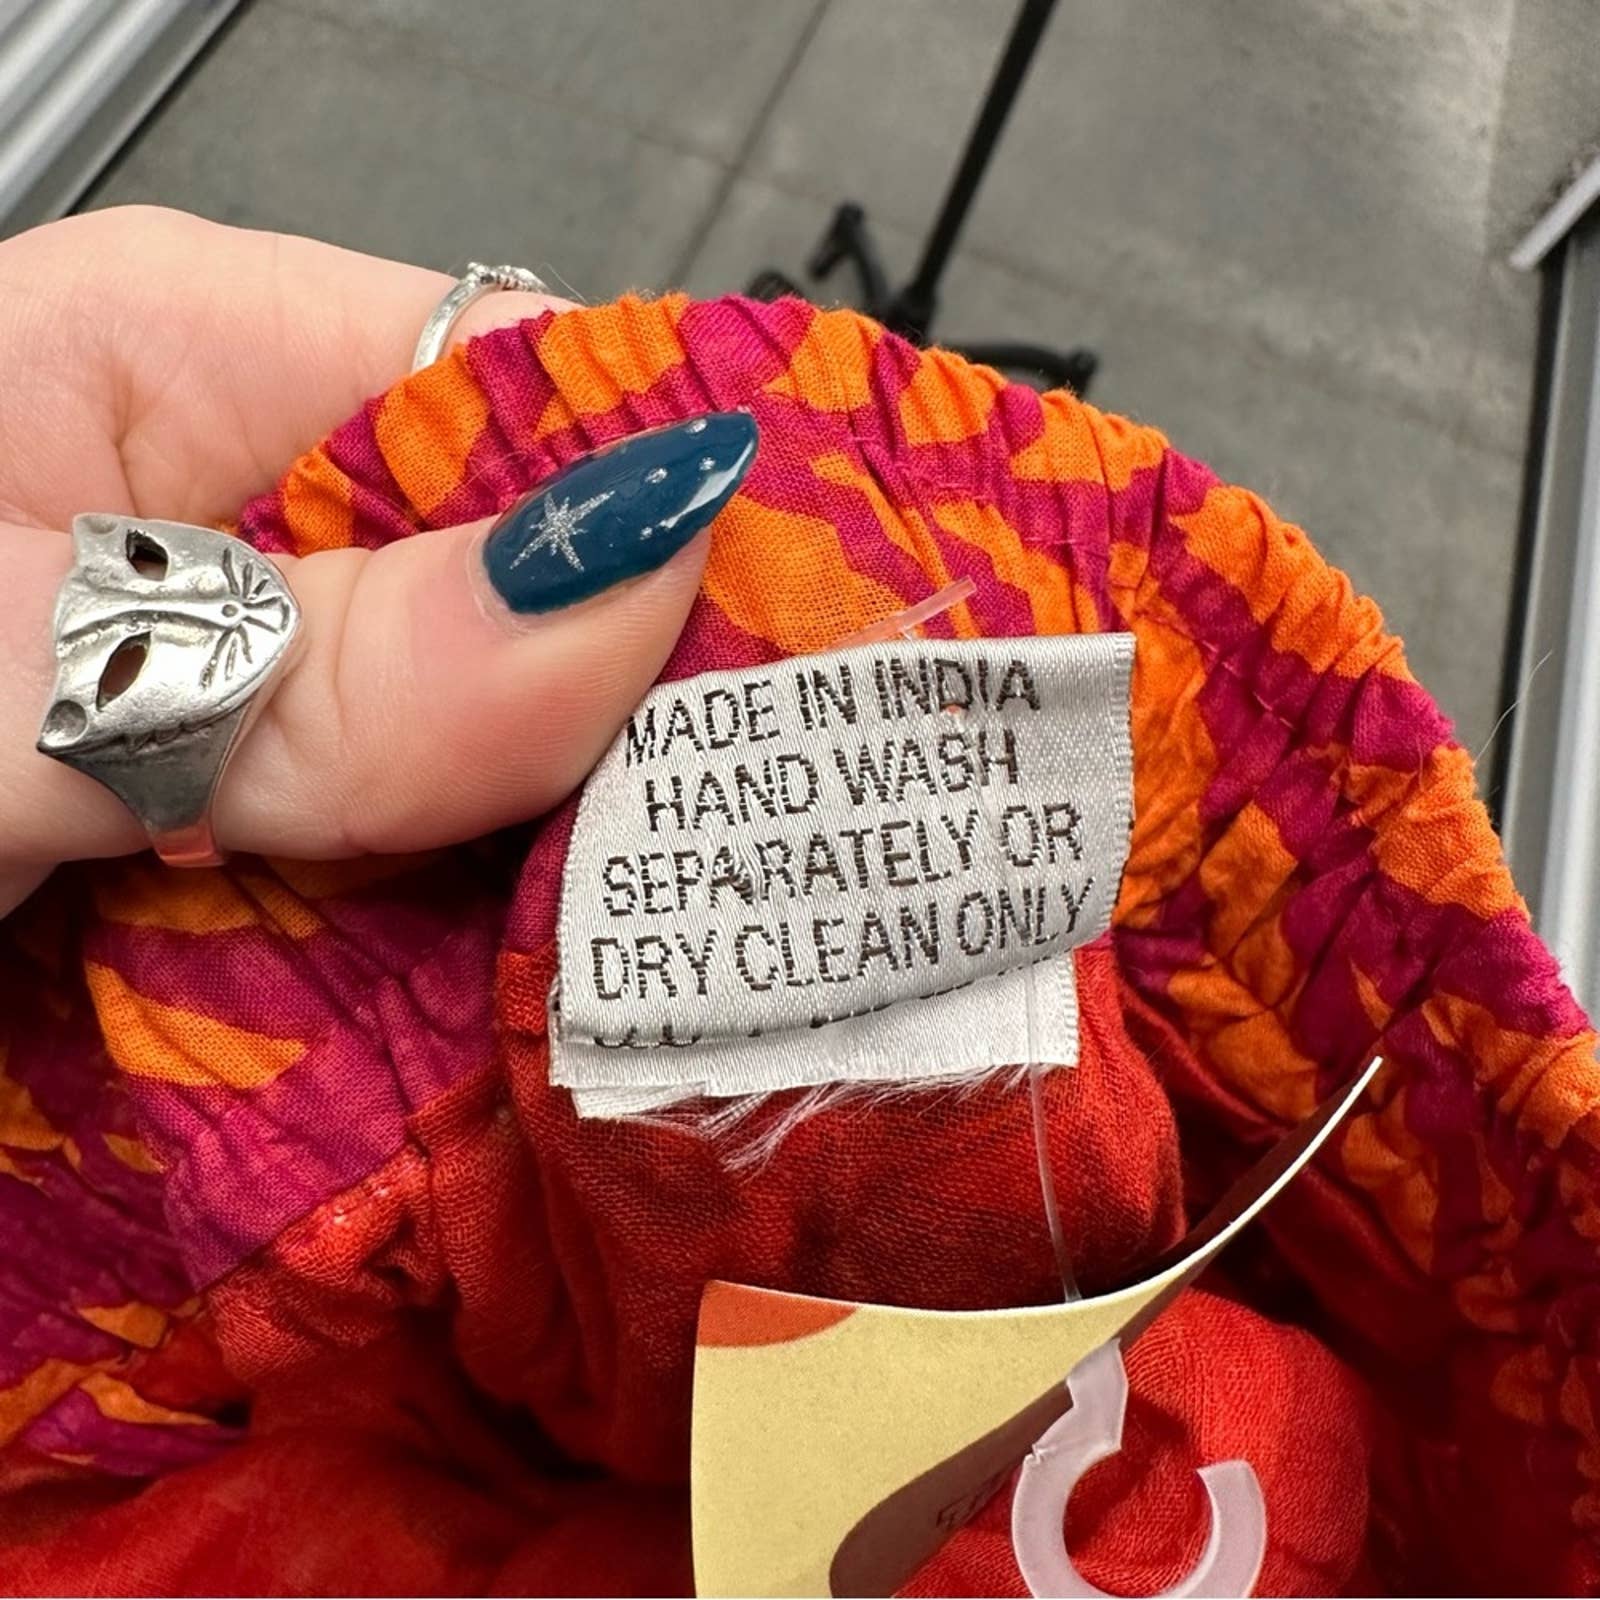 MADE IN INDIA
HAND WASH
SEPARATELY OR
DRY CLEAN ONLY